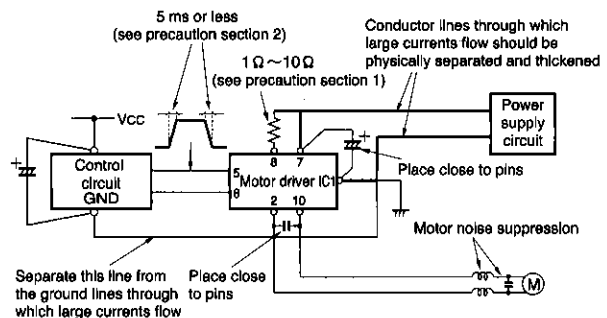 5 ms or less
(see precaution section 2)
1Ω~10Ω
(see precaution section 1)
Conductor lines through which
large currents flow should be
physically separated and thickened
Vcc
Power
supply
circuit
+
Control
circuit
GND
5
6
Motor driver IC1
8
7
2
10
+
Place close to pins
Motor noise suppression
Separate this line from
the ground lines through
which large currents flow
Place close
to pins
M